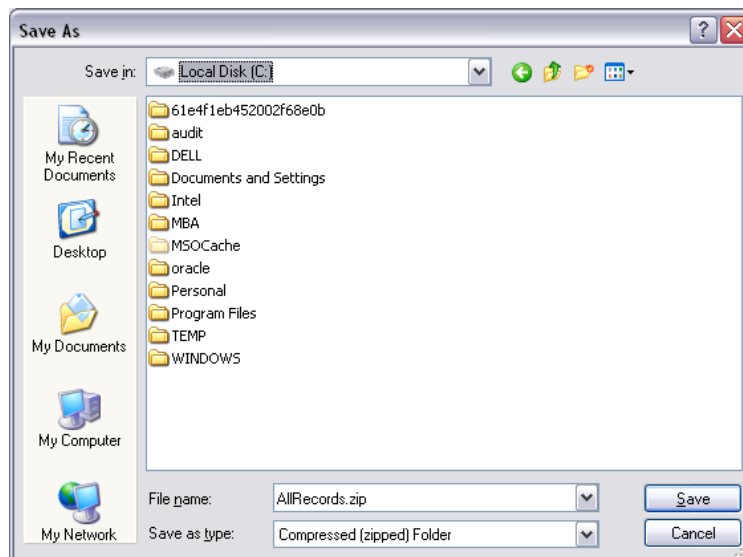 Save As
Save in: Local Disk (C:)
My Recent
Documents
Desktop
My Documents
My Computer
My Network
61e4f1eb452002f68e0b
audit
DELL
Documents and Settings
Intel
MBA
MSOCache
oracle
Personal
Program Files
TEMP
WINDOWS
File name: AllRecords.zip
Save
Save as type: Compressed (zipped) Folder
Cancel